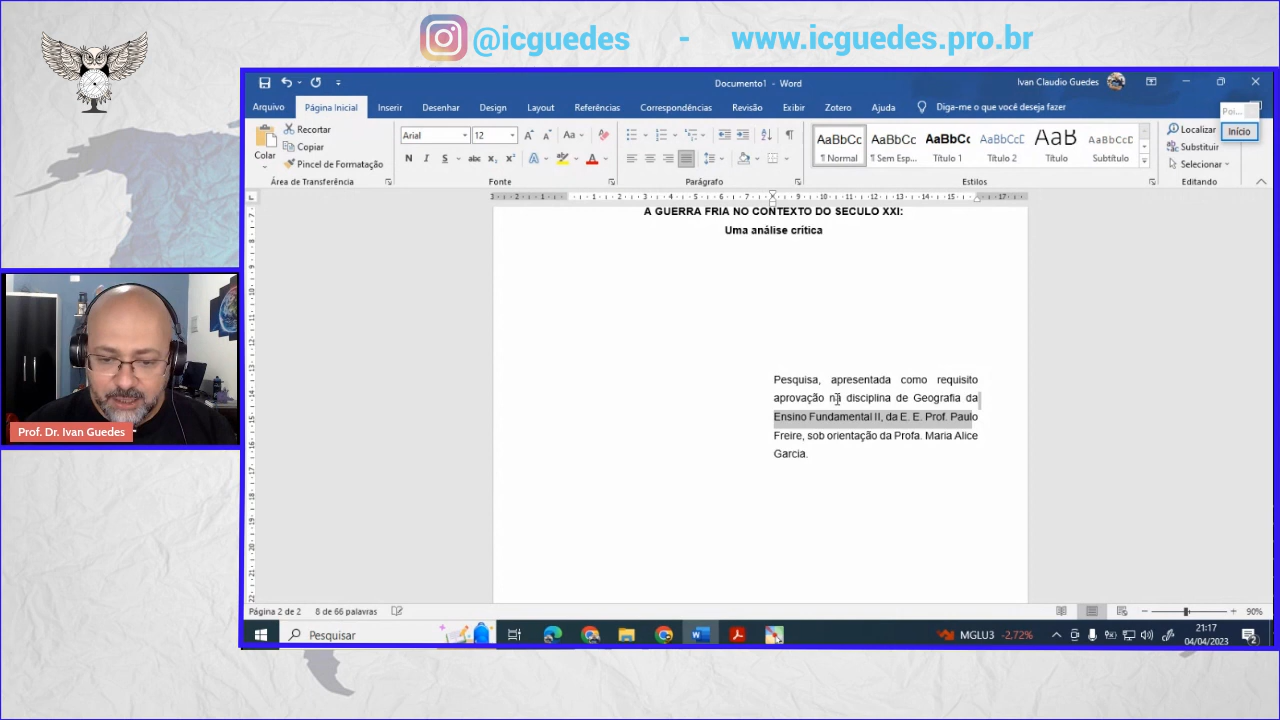 @icguedes - www.icguedes.pro.br
Documento1 - Word
Ivan Claudio Guedes
Arquivo Página Inicial Inserir Desenhar Design Layout Referências Correspondências Revisão Exibir Zotero Ajuda Diga-me o que você deseja fazer
Poi...
Início
Colar
Recortar
Copiar
Pincel de Formatação
Área de Transferência
Arial 12
Fonte
Parágrafo
AaBbCc AaBbCc AaBbCc AaBbCcE AaB AaBbCcD
¶ Normal ¶ Sem Esp... Título 1 Título 2 Título Subtítulo
Estilos
Localizar
Substituir
Selecionar
Editando
A GUERRA FRIA NO CONTEXTO DO SECULO XXI:
Uma análise crítica
Pesquisa, apresentada como requisito
aprovação na disciplina de Geografia da
Ensino Fundamental II, da E. E. Prof. Paulo
Freire, sob orientação da Profa. Maria Alice
Garcia.
Prof. Dr. Ivan Guedes
Página 2 de 2 8 de 66 palavras
90%
Pesquisar
MGLU3 -2,72%
21:17
04/04/2023